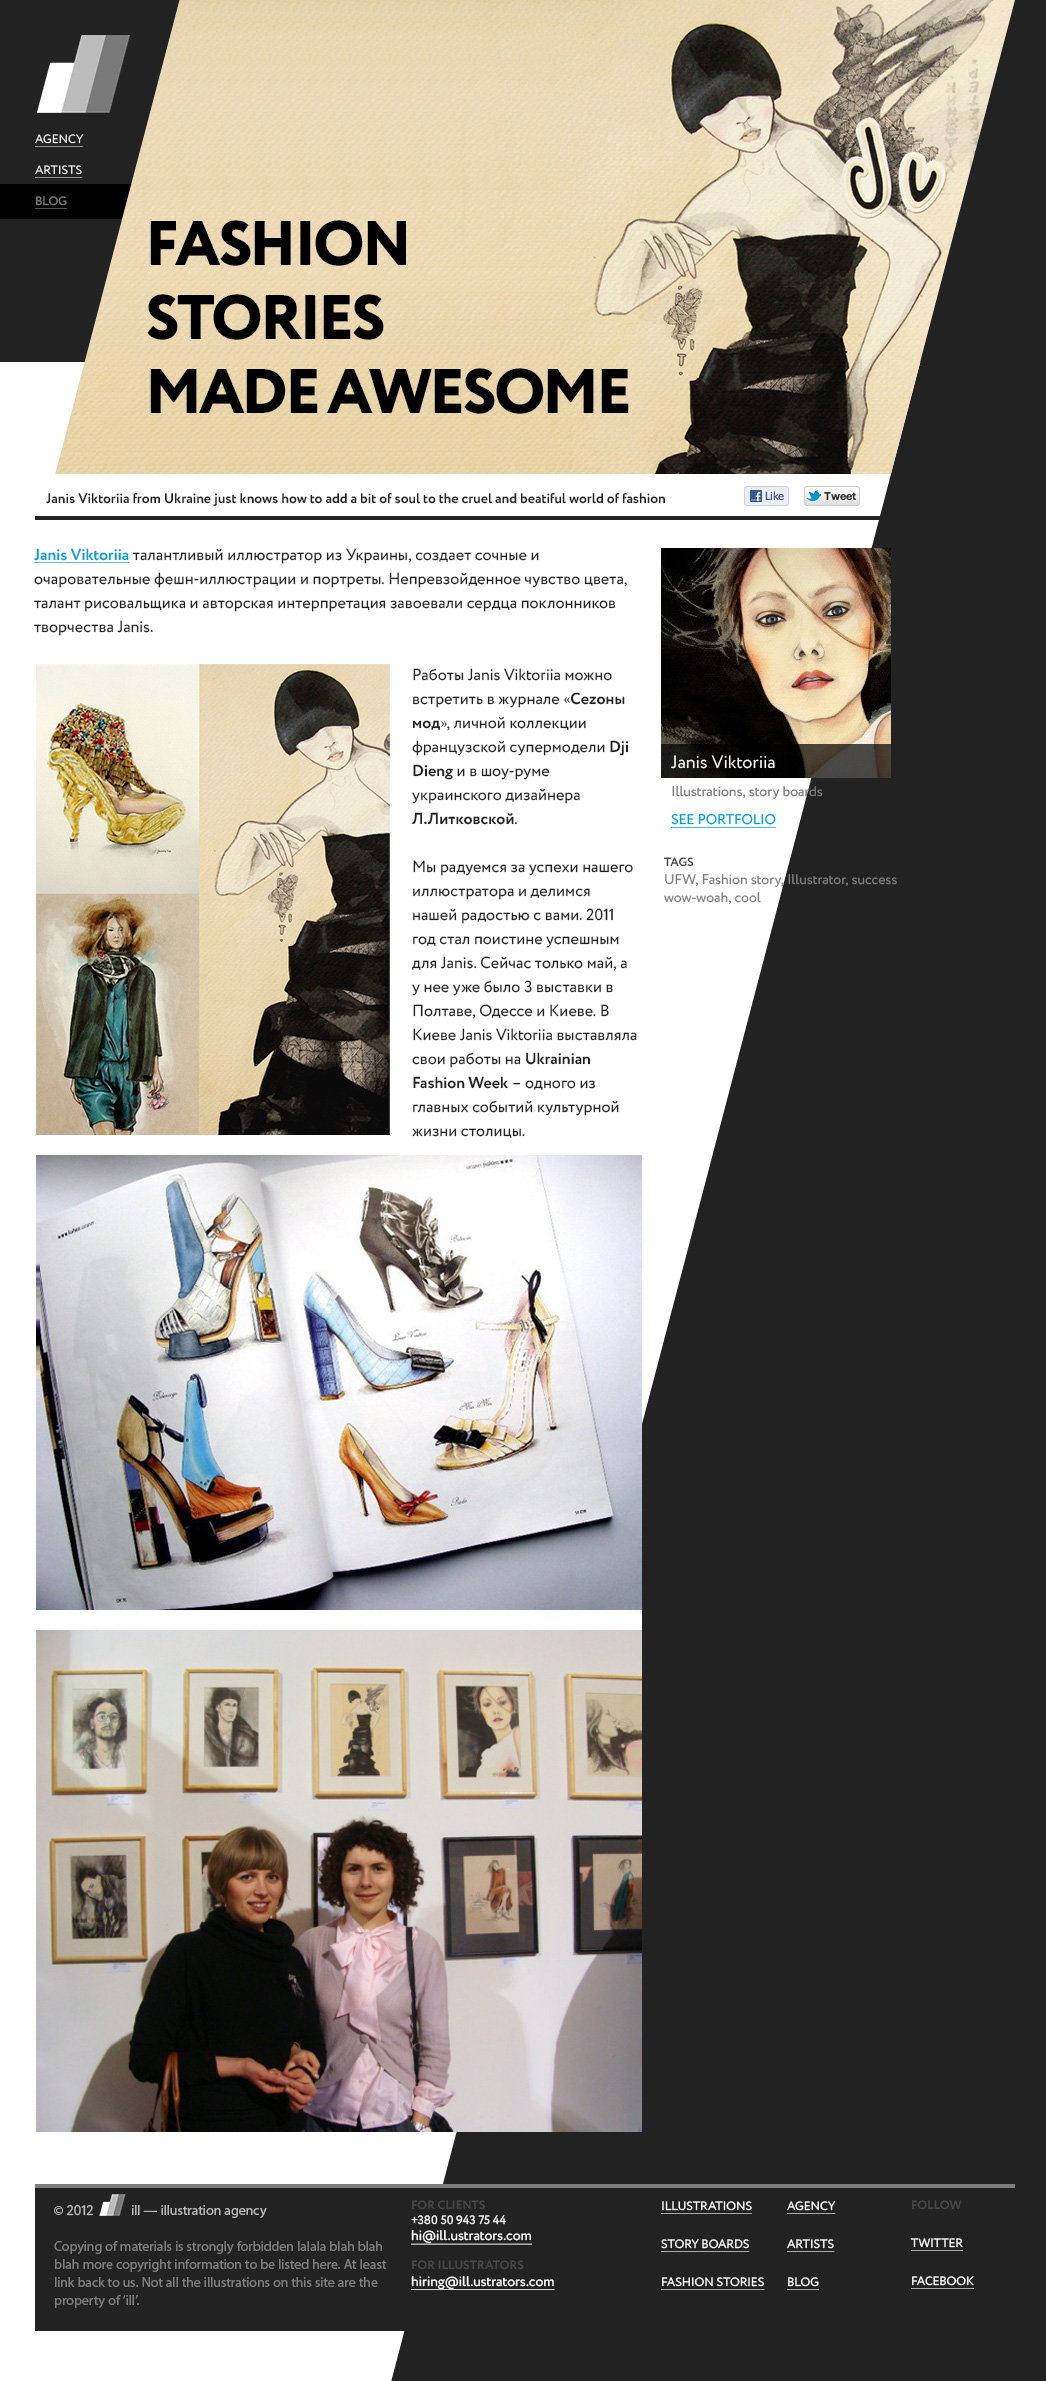 AGENCY
ARTISTS
BLOG
FASHION
STORIES
MADE AWESOME
Janis Viktoriia from Ukraine just knows how to add a bit of soul to the cruel and beatiful world of fashion
Like
Tweet
Janis Viktoriia талантливый иллюстратор из Украины, создает сочные и
очаровательные фешн-иллюстрации и портреты. Непревзойденное чувство цвета,
талант рисовальщика и авторская интерпретация завоевали сердца поклонников
творчества Janis.
Работы Janis Viktoriia можно
встретить в журнале «Сеzоны
мод», личной коллекции
французской супермодели Dji
Dieng и в шоу-руме
украинского дизайнера
Л.Литковской.
Мы радуемся за успехи нашего
иллюстратора и делимся
нашей радостью с вами. 2011
год стал поистине успешным
для Janis. Сейчас только май, а
у нее уже было 3 выставки в
Полтаве, Одессе и Киеве. В
Киеве Janis Viktoriia выставляла
свои работы на Ukrainian
Fashion Week – одного из
главных событий культурной
жизни столицы.
Janis Viktoriia
Illustrations, story boards
SEE PORTFOLIO
TAGS
UFW, Fashion story, Illustrator, success
wow-woah, cool
© 2012 ill — illustration agency
Copying of materials is strongly forbidden lalala blah blah
blah more copyright information to be listed here. At least
link back to us. Not all the illustrations on this site are the
property of 'ill'.
FOR CLIENTS
+380 50 943 75 44
hi@ill.ustrators.com
FOR ILLUSTRATORS
hiring@ill.ustrators.com
ILLUSTRATIONS
STORY BOARDS
FASHION STORIES
AGENCY
ARTISTS
BLOG
FOLLOW
TWITTER
FACEBOOK